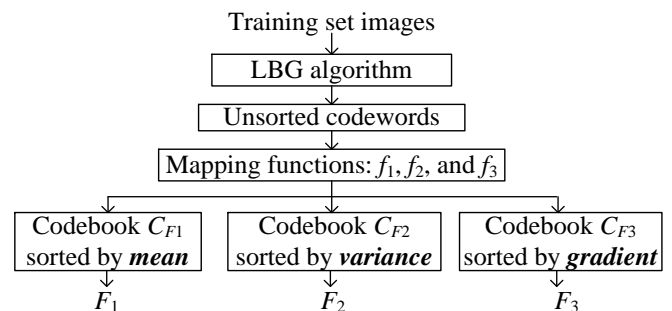 Training set images
LBG algorithm
Unsorted codewords
Mapping functions: f1, f2, and f3
Codebook CF1
sorted by mean
Codebook CF2
sorted by variance
Codebook CF3
sorted by gradient
F1
F2
F3